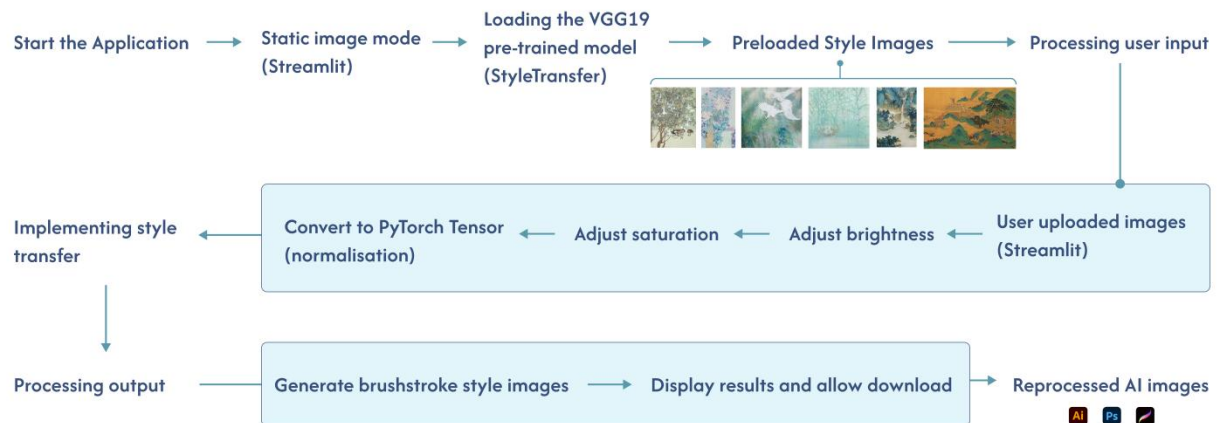 Start the Application
Static image mode
(Streamlit)
Loading the VGG19
pre-trained model
(StyleTransfer)
Preloaded Style Images
Processing user input
User uploaded images
(Streamlit)
Adjust brightness
Adjust saturation
Convert to PyTorch Tensor
(normalisation)
Implementing style
transfer
Processing output
Generate brushstroke style images
Display results and allow download
Reprocessed AI images
Ai
Ps